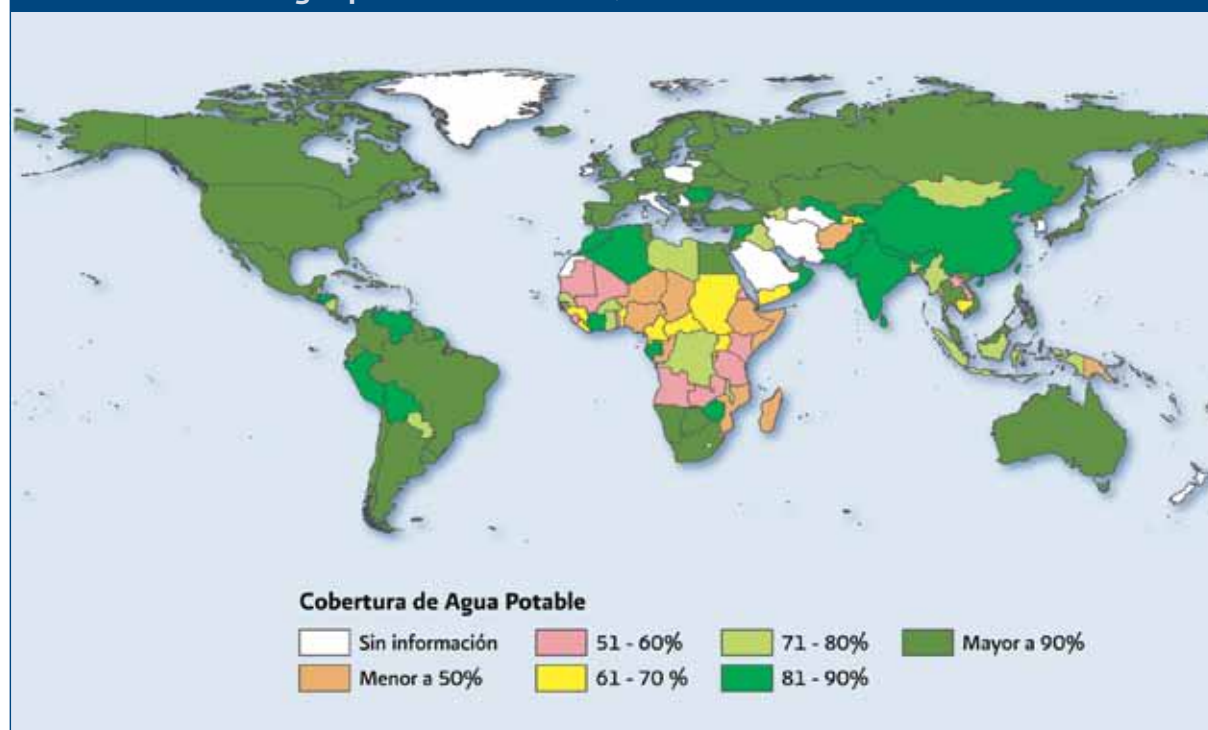 Cobertura de Agua Potable
Sin información
51 - 60%
71 - 80%
Mayor a 90%
Menor a 50%
61 - 70 %
81 - 90%